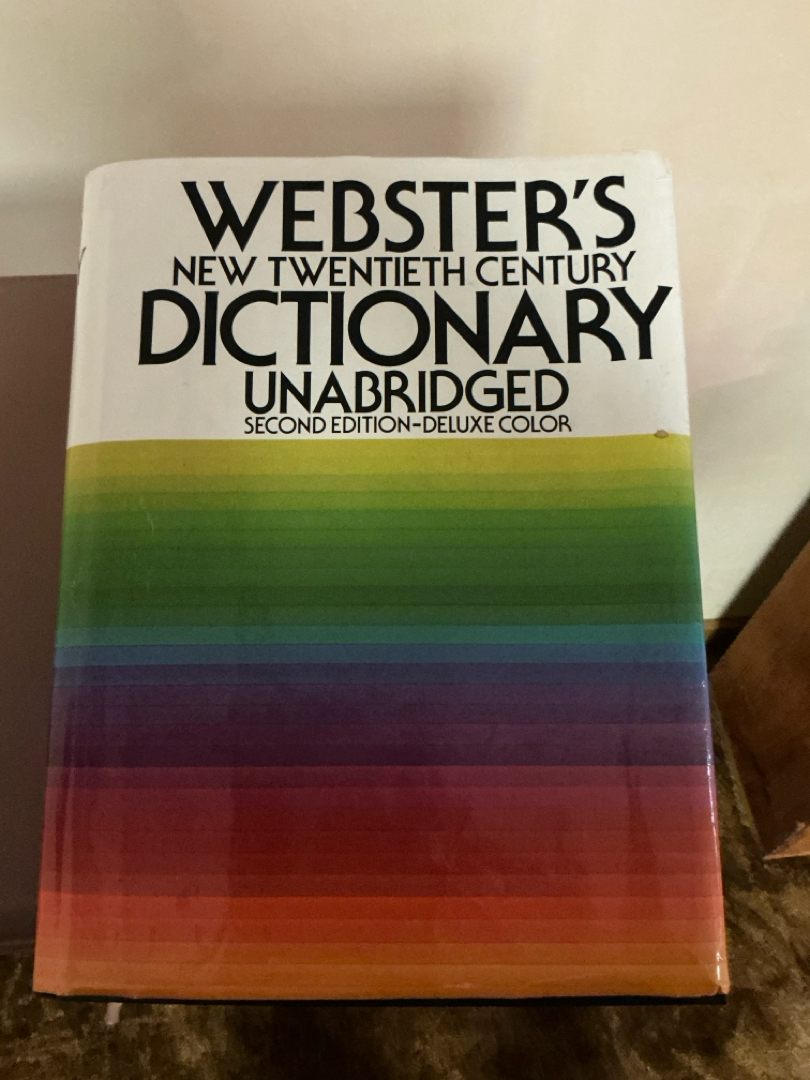 WEBSTER'S
NEW TWENTIETH CENTURY
DICTIONARY
UNABRIDGED
SECOND EDITION-DELUXE COLOR